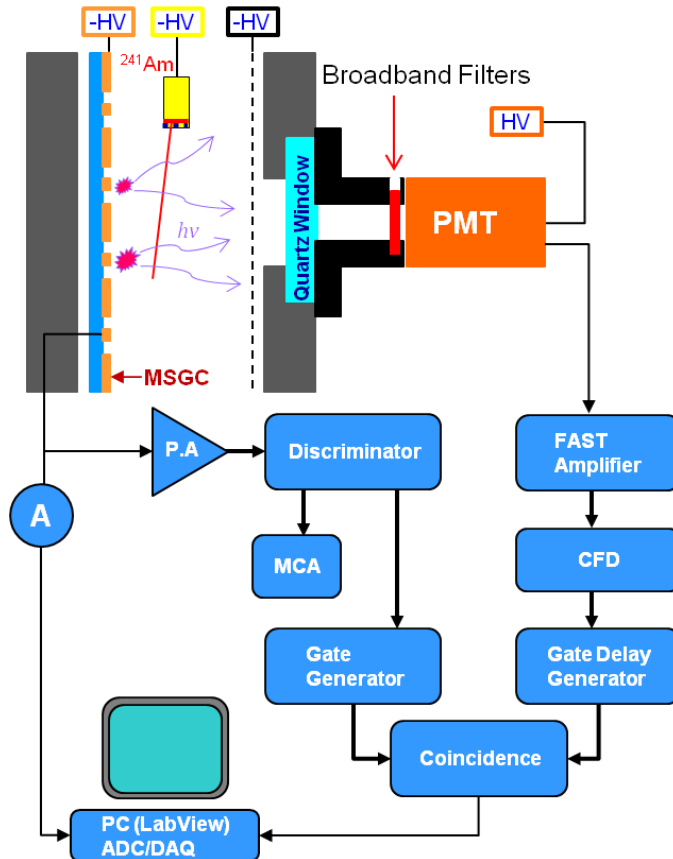 -HV
-HV
-HV
241Am
Broadband Filters
HV
hν
Quartz Window
PMT
MSGC
P.A
Discriminator
FAST
Amplifier
A
MCA
CFD
Gate
Generator
Gate Delay
Generator
Coincidence
PC (LabView)
ADC/DAQ